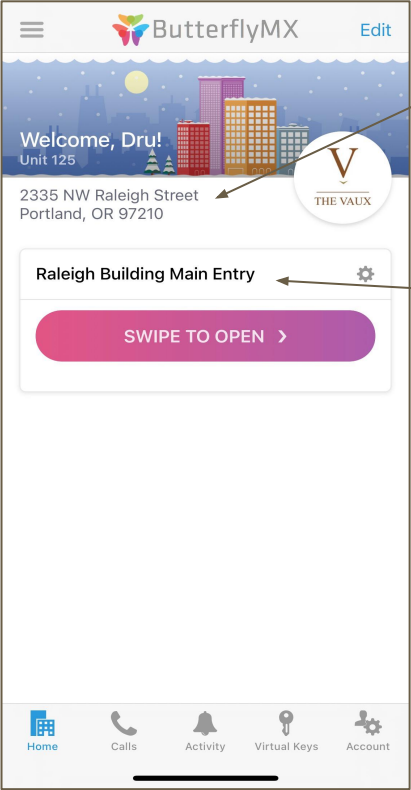 ButterflyMX
Edit
Welcome, Dru!
Unit 125
V
THE VAUX
2335 NW Raleigh Street
Portland, OR 97210
Raleigh Building Main Entry
SWIPE TO OPEN
Home
Calls
Activity
Virtual Keys
Account